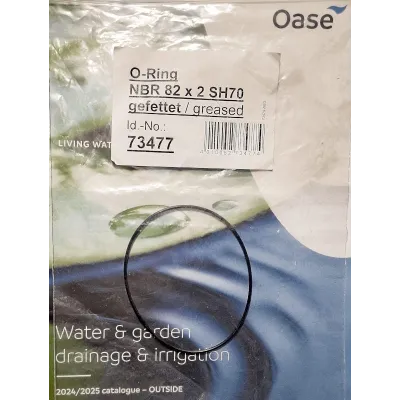 Oase
O-Ring
NBR 82 x 2 SH70
gefettet / greased
Id.-No.:
73477
LIVING WAT
Water & garden
drainage & irrigation
2024/2025 catalogue – OUTSIDE